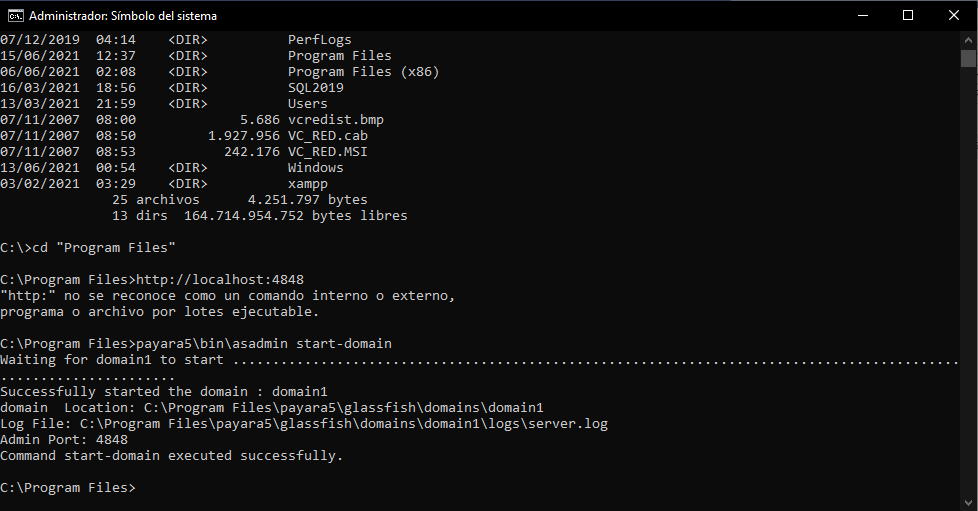 Administrador: Símbolo del sistema
07/12/2019  04:14    <DIR>          PerfLogs
15/06/2021  12:37    <DIR>          Program Files
06/06/2021  02:08    <DIR>          Program Files (x86)
16/03/2021  18:56    <DIR>          SQL2019
13/03/2021  21:59    <DIR>          Users
07/11/2007  08:00             5.686 vcredist.bmp
07/11/2007  08:50         1.927.956 VC_RED.cab
07/11/2007  08:53           242.176 VC_RED.MSI
13/06/2021  00:54    <DIR>          Windows
03/02/2021  03:29    <DIR>          xampp
              25 archivos      4.251.797 bytes
              13 dirs  164.714.954.752 bytes libres
C:\>cd "Program Files"
C:\Program Files>http://localhost:4848
"http:" no se reconoce como un comando interno o externo,
programa o archivo por lotes ejecutable.
C:\Program Files>payara5\bin\asadmin start-domain
Waiting for domain1 to start ...........................................................................................
......................
Successfully started the domain : domain1
domain  Location: C:\Program Files\payara5\glassfish\domains\domain1
Log File: C:\Program Files\payara5\glassfish\domains\domain1\logs\server.log
Admin Port: 4848
Command start-domain executed successfully.
C:\Program Files>